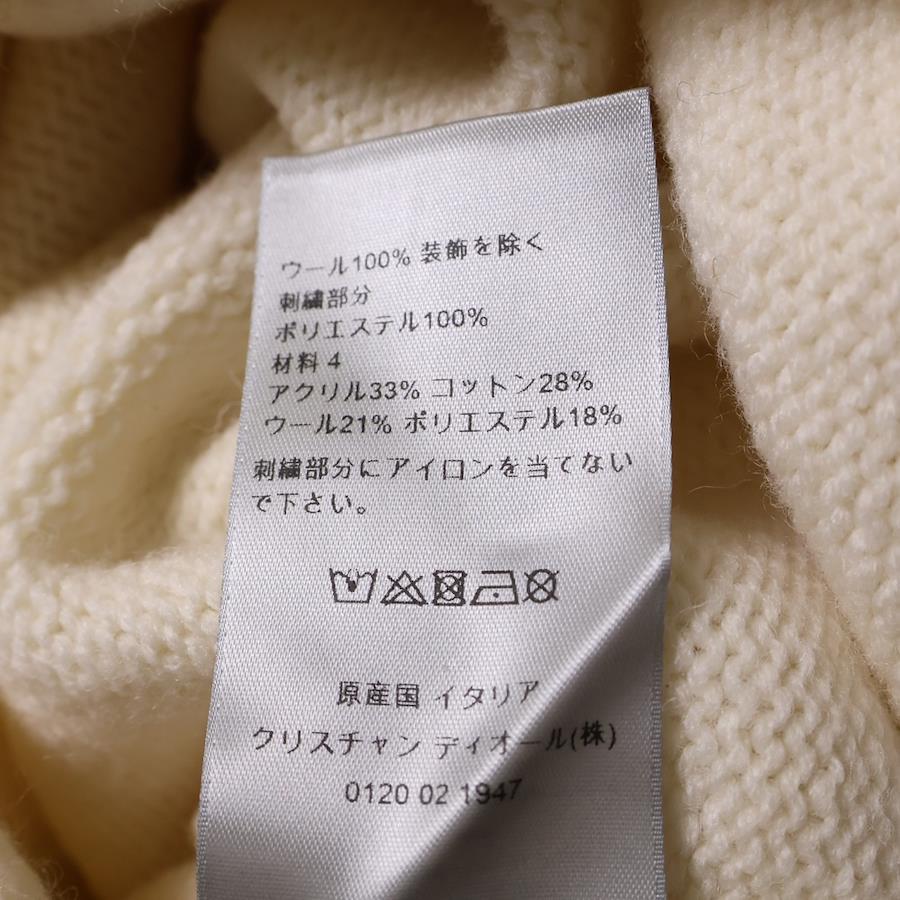 ウール100% 装飾を除く
刺繍部分
ポリエステル100%
材料 4
アクリル33% コットン28%
ウール21% ポリエステル18%
刺繍部分にアイロンを当てない
で下さい。
原産国 イタリア
クリスチャン ディオール(株)
0120 02 1947